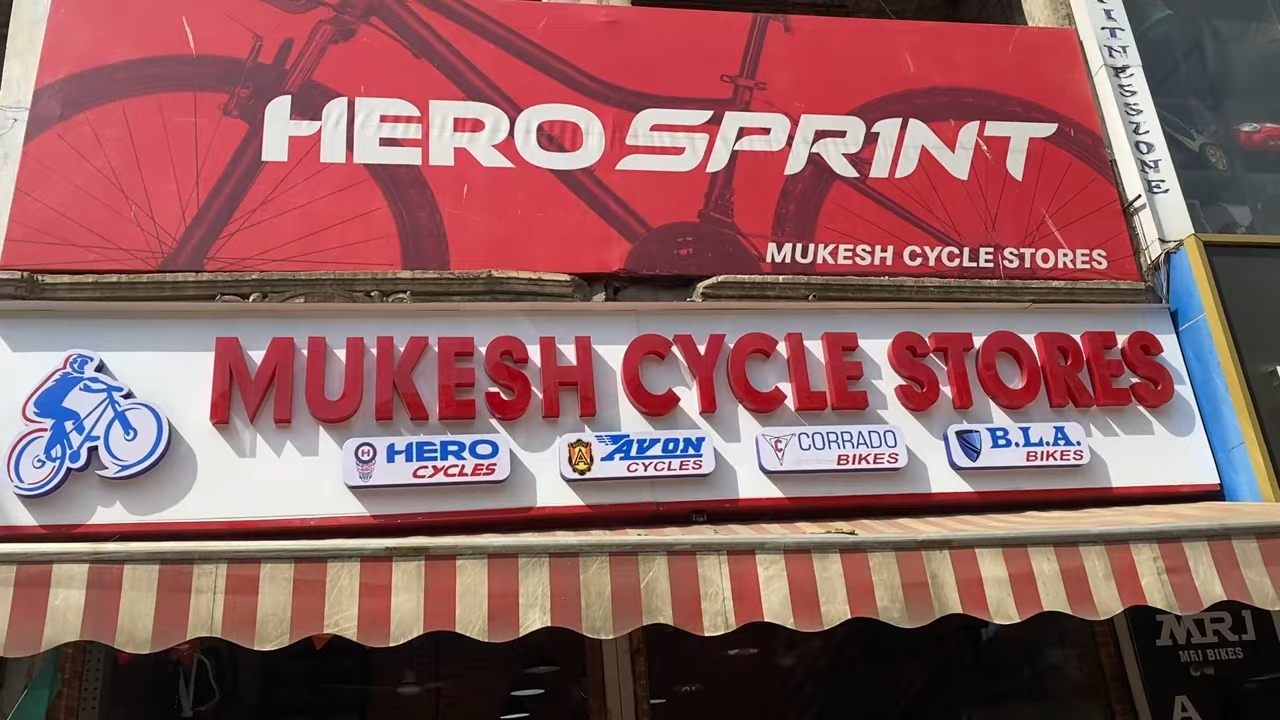 HERO SPRINT
MUKESH CYCLE STORES
FITNESS ZONE
MUKESH CYCLE STORES
H HERO CYCLES
A AVON CYCLES
C CORRADO BIKES
B.L.A. BIKES
MRJ
MRJ BIKES
A